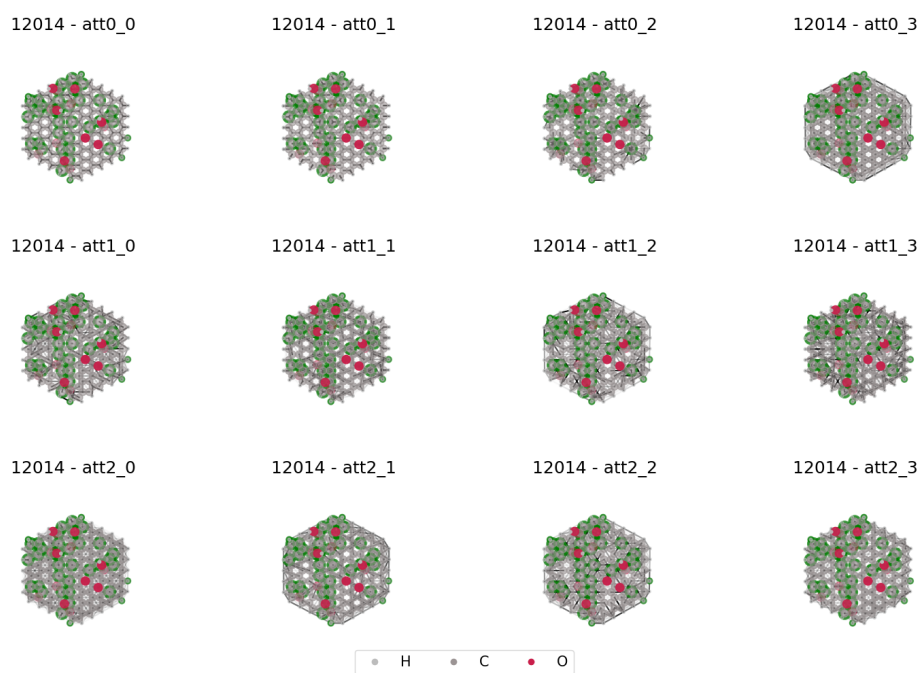 12014 - att0_0 12014 - att0_1 12014 - att0_2 12014 - att0_3
12014 - att1_0 12014 - att1_1 12014 - att1_2 12014 - att1_3
12014 - att2_0 12014 - att2_1 12014 - att2_2 12014 - att2_3
H C O